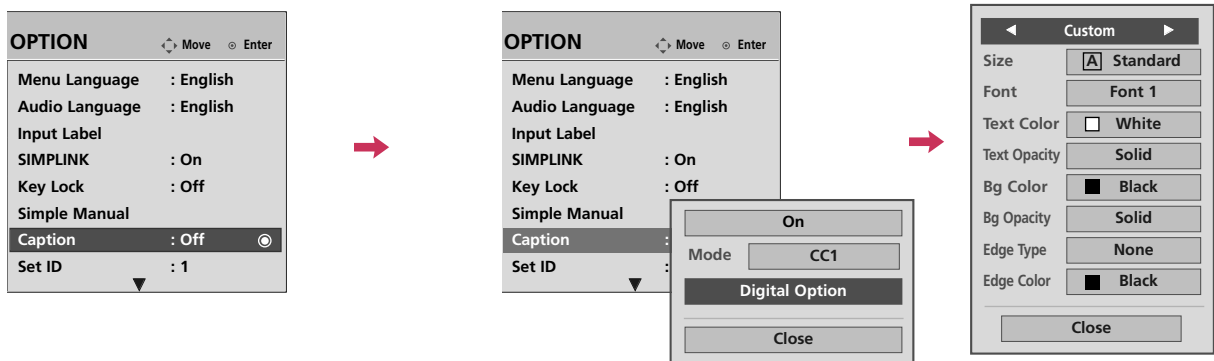 OPTION Move Enter
Menu Language : English
Audio Language : English
Input Label
SIMPLINK : On
Key Lock : Off
Simple Manual
Caption : Off
Set ID : 1
OPTION Move Enter
Menu Language : English
Audio Language : English
Input Label
SIMPLINK : On
Key Lock : Off
Simple Manual
Caption :
Set ID :
On
Mode CC1
Digital Option
Close
Custom
Size A Standard
Font Font 1
Text Color White
Text Opacity Solid
Bg Color Black
Bg Opacity Solid
Edge Type None
Edge Color Black
Close